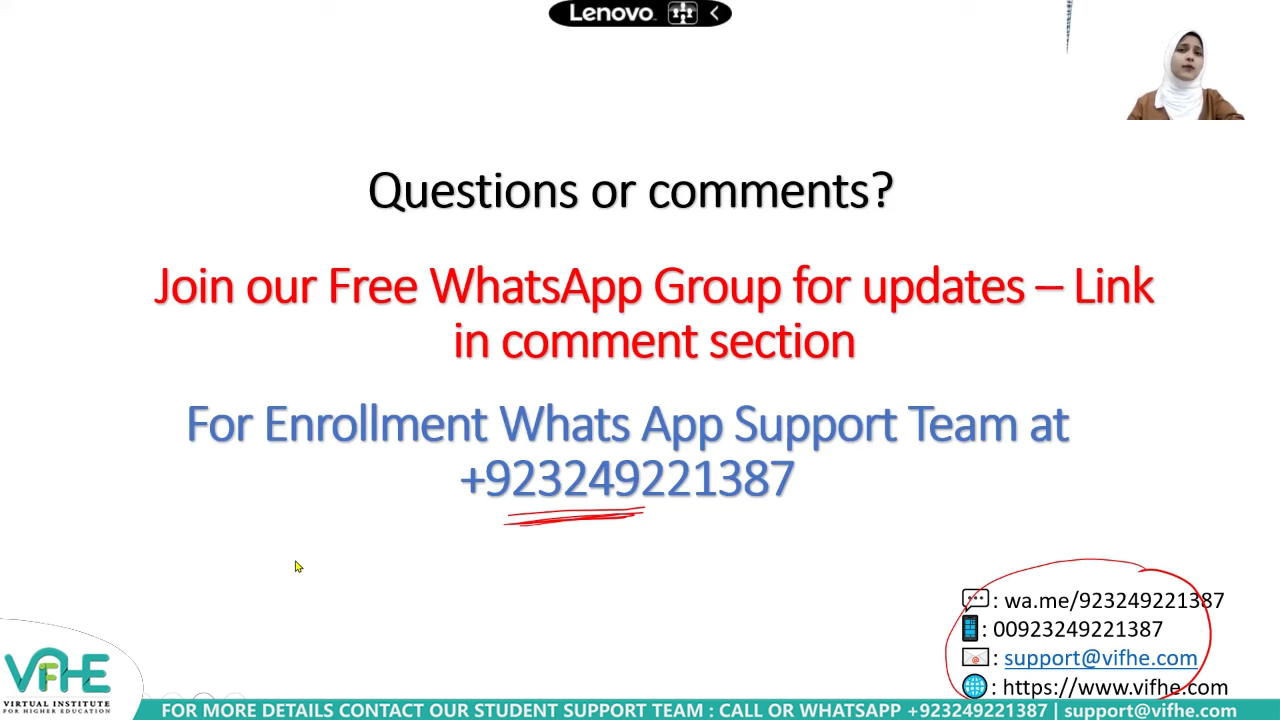 Lenovo
Questions or comments?
Join our Free WhatsApp Group for updates – Link
in comment section
For Enrollment Whats App Support Team at
+923249221387
: wa.me/923249221387
: 00923249221387
: support@vifhe.com
: https://www.vifhe.com
ViFHE
VIRTUAL INSTITUTE
FOR HIGHER EDUCATION
FOR MORE DETAILS CONTACT OUR STUDENT SUPPORT TEAM : CALL OR WHATSAPP +923249221387 | support@vifhe.com